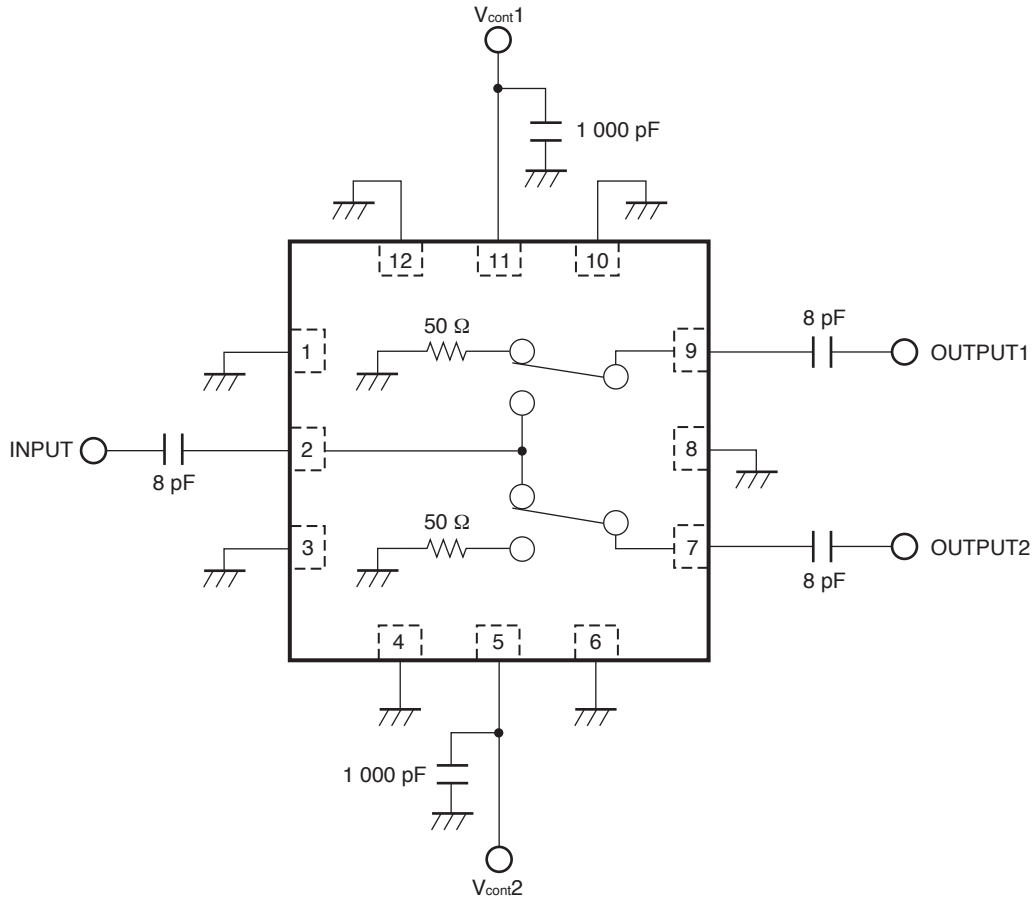 Vcont1
1 000 pF
12
11
10
50 Ω
8 pF
1
9
OUTPUT1
INPUT
2
8
8 pF
50 Ω
3
7
OUTPUT2
8 pF
4
5
6
1 000 pF
Vcont2